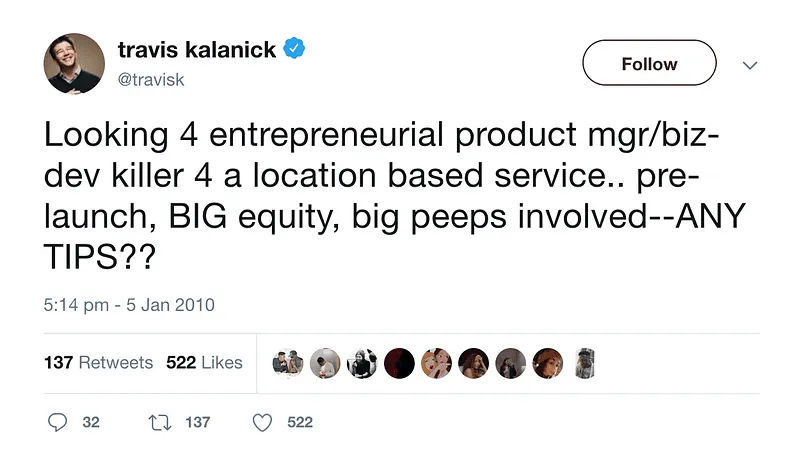 travis kalanick
@travisk
Follow
Looking 4 entrepreneurial product mgr/biz-
dev killer 4 a location based service.. pre-
launch, BIG equity, big peeps involved--ANY
TIPS??
5:14 pm - 5 Jan 2010
137 Retweets 522 Likes
32 137 522